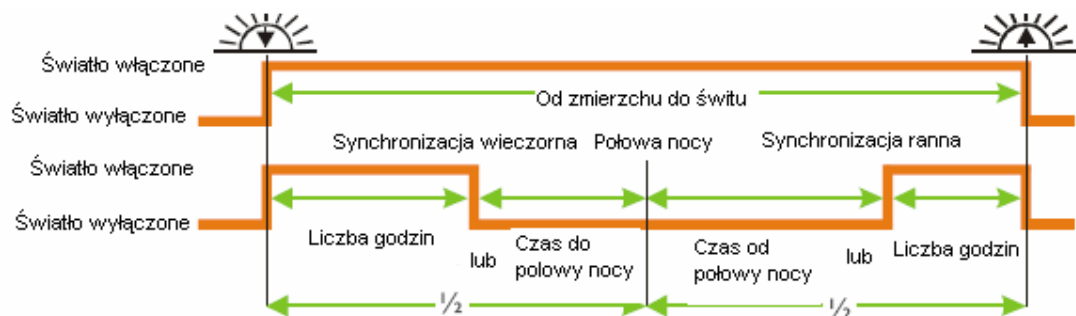 Światło włączone
Od zmierzchu do świtu
Światło wyłączone
Synchronizacja wieczorna Połowa nocy Synchronizacja ranna
Światło włączone
Światło wyłączone
Liczba godzin lub Czas do polowy nocy
Czas od połowy nocy lub Liczba godzin
½ ½